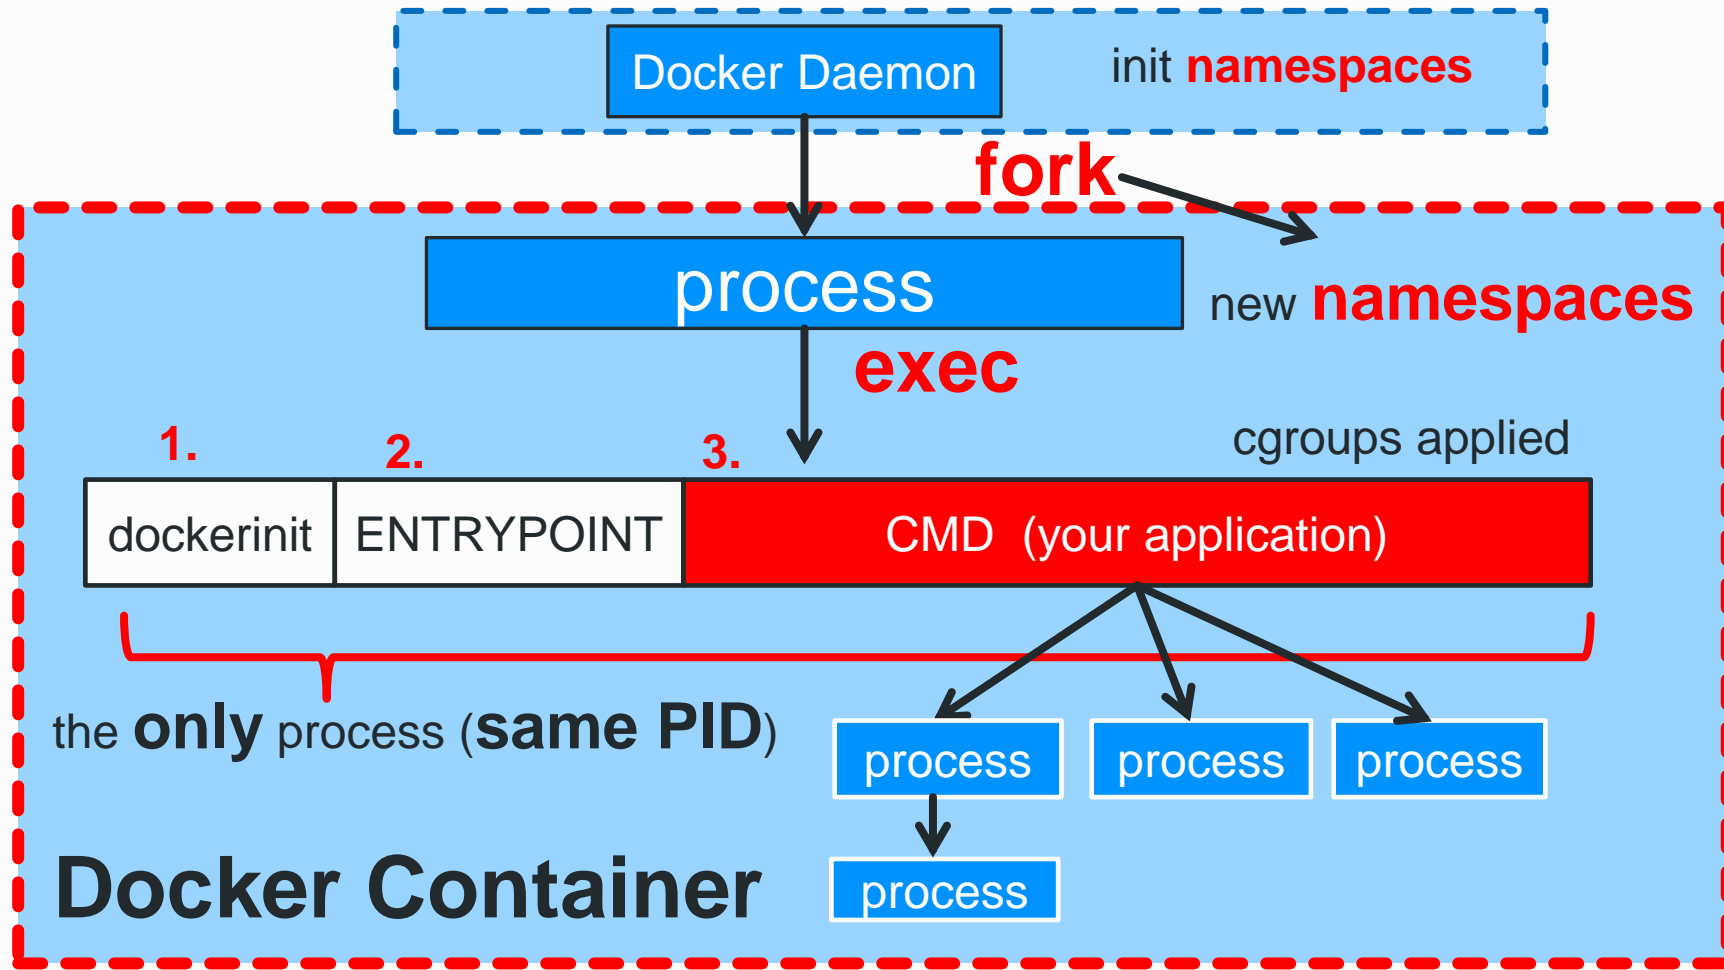 Docker Daemon
init namespaces
fork
process
new namespaces
exec
cgroups applied
1.
2.
3.
dockerinit
ENTRYPOINT
CMD (your application)
the only process (same PID)
process
process
process
process
Docker Container